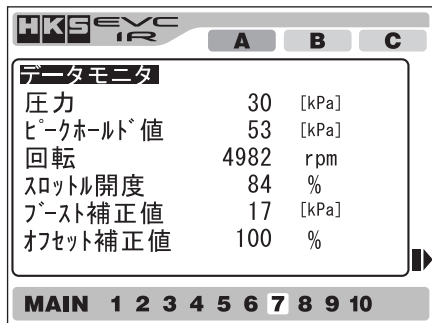 HKS EVC
IR
A B C
データモニタ
圧力 30 [kPa]
ﾋﾟｰｸﾎｰﾙﾄﾞ値 53 [kPa]
回転 4982 rpm
ｽﾛｯﾄﾙ開度 84 %
ﾌﾞｰｽﾄ補正値 17 [kPa]
ｵﾌｾｯﾄ補正値 100 %
MAIN 1 2 3 4 5 6 7 8 9 10